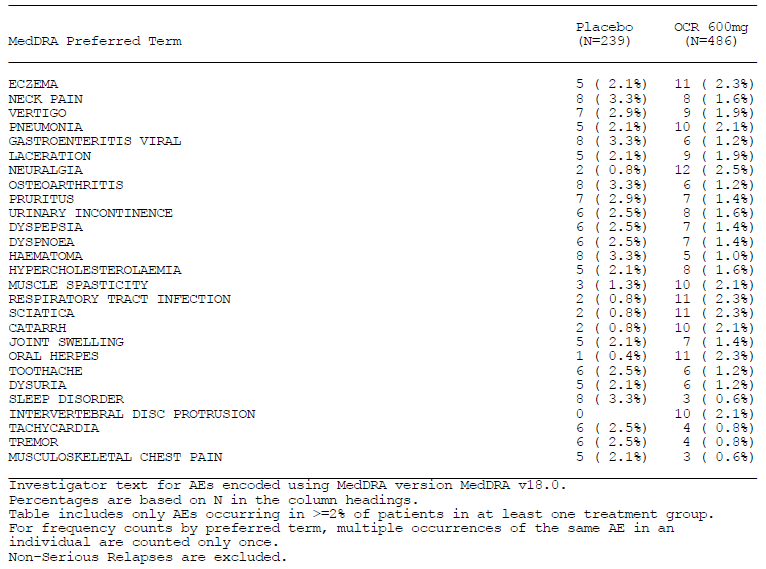 Placebo OCR 600mg
MedDRA Preferred Term (N=239) (N=486)
ECZEMA 5 ( 2.1%) 11 ( 2.3%)
NECK PAIN 8 ( 3.3%) 8 ( 1.6%)
VERTIGO 7 ( 2.9%) 9 ( 1.9%)
PNEUMONIA 5 ( 2.1%) 10 ( 2.1%)
GASTROENTERITIS VIRAL 8 ( 3.3%) 6 ( 1.2%)
LACERATION 5 ( 2.1%) 9 ( 1.9%)
NEURALGIA 2 ( 0.8%) 12 ( 2.5%)
OSTEOARTHRITIS 8 ( 3.3%) 6 ( 1.2%)
PRURITUS 7 ( 2.9%) 7 ( 1.4%)
URINARY INCONTINENCE 6 ( 2.5%) 8 ( 1.6%)
DYSPEPSIA 6 ( 2.5%) 7 ( 1.4%)
DYSPNOEA 6 ( 2.5%) 7 ( 1.4%)
HAEMATOMA 8 ( 3.3%) 5 ( 1.0%)
HYPERCHOLESTEROLAEMIA 5 ( 2.1%) 8 ( 1.6%)
MUSCLE SPASTICITY 3 ( 1.3%) 10 ( 2.1%)
RESPIRATORY TRACT INFECTION 2 ( 0.8%) 11 ( 2.3%)
SCIATICA 2 ( 0.8%) 11 ( 2.3%)
CATARRH 2 ( 0.8%) 10 ( 2.1%)
JOINT SWELLING 5 ( 2.1%) 7 ( 1.4%)
ORAL HERPES 1 ( 0.4%) 11 ( 2.3%)
TOOTHACHE 6 ( 2.5%) 6 ( 1.2%)
DYSURIA 5 ( 2.1%) 6 ( 1.2%)
SLEEP DISORDER 8 ( 3.3%) 3 ( 0.6%)
INTERVERTEBRAL DISC PROTRUSION 0 10 ( 2.1%)
TACHYCARDIA 6 ( 2.5%) 4 ( 0.8%)
TREMOR 6 ( 2.5%) 4 ( 0.8%)
MUSCULOSKELETAL CHEST PAIN 5 ( 2.1%) 3 ( 0.6%)
Investigator text for AEs encoded using MedDRA version MedDRA v18.0.
Percentages are based on N in the column headings.
Table includes only AEs occurring in >=2% of patients in at least one treatment group.
For frequency counts by preferred term, multiple occurrences of the same AE in an
individual are counted only once.
Non-Serious Relapses are excluded.